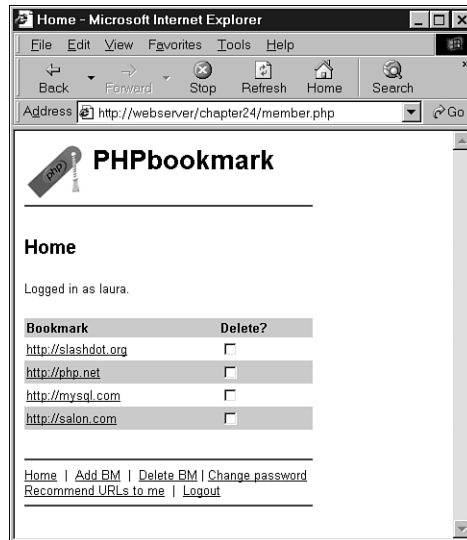 Home - Microsoft Internet Explorer
File Edit View Favorites Tools Help
Back Forward Stop Refresh Home Search »
Address http://webserver/chapter24/member.php Go
php
PHPbookmark
Home
Logged in as laura.
Bookmark Delete?
http://slashdot.org
http://php.net
http://mysql.com
http://salon.com
Home | Add BM | Delete BM | Change password
Recommend URLs to me | Logout